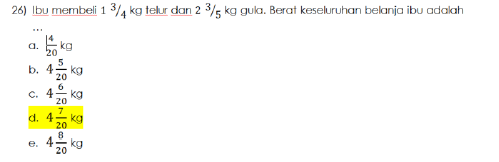 26) Ibu membeli 1 3/4 kg telur dan 2 3/5 kg gula. Berat keseluruhan belanja ibu adalah
...
a. 14/20 kg
b. 4 5/20 kg
c. 4 6/20 kg
d. 4 7/20 kg
e. 4 8/20 kg